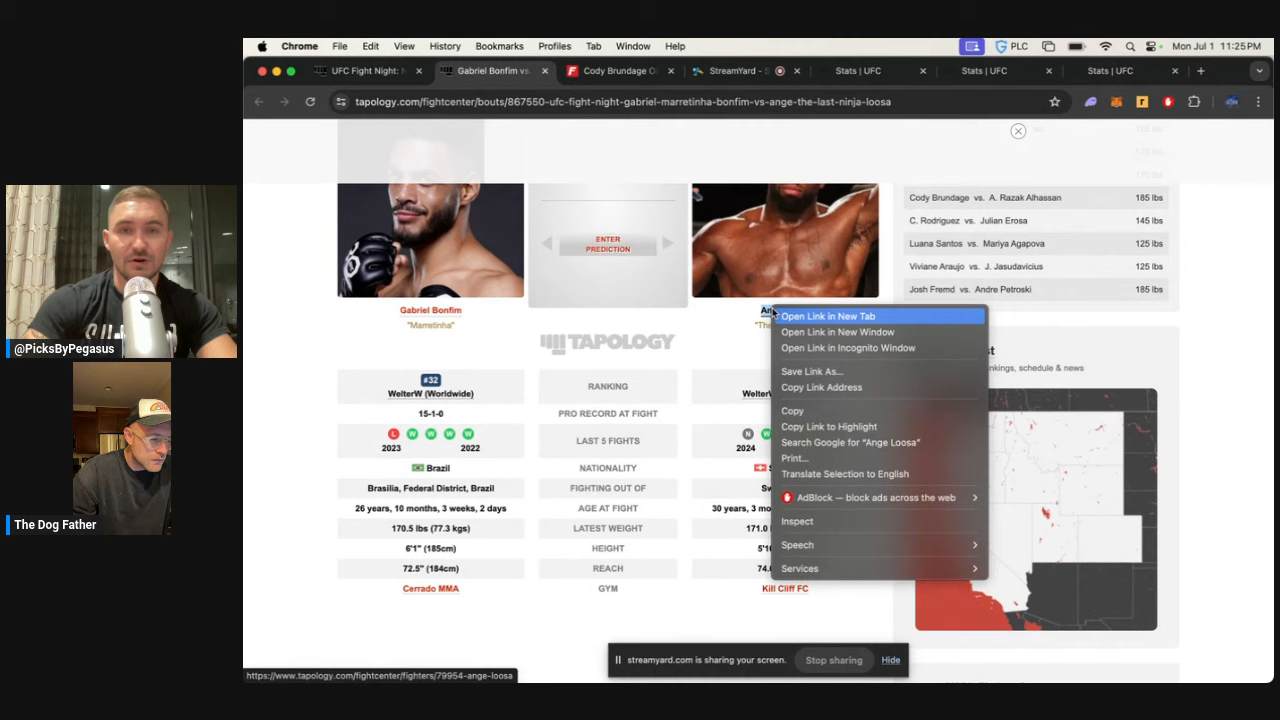 Chrome File Edit View History Bookmarks Profiles Tab Window Help PLC Mon Jul 1 11:25PM
UFC Fight Night: Gabriel Bonfim vs. Cody Brundage StreamYard - Stats | UFC Stats | UFC Stats | UFC
tapology.com/fightcenter/bouts/867550-ufc-fight-night-gabriel-marretinha-bonfim-vs-ange-the-last-ninja-loosa
170 lbs
170 lbs
Cody Brundage vs. A. Razak Alhassan 185 lbs
C. Rodriguez vs. Julian Erosa 145 lbs
Luana Santos vs. Mariya Agapova 125 lbs
Viviane Araujo vs. J. Jasudavicius 125 lbs
Josh Fremd vs. Andre Petroski 185 lbs
ENTER
PREDICTION
Gabriel Bonfim
"Marretinha"
TAPOLOGY
#32
WelterW (Worldwide) RANKING
15-1-0 PRO RECORD AT FIGHT
L W W W W LAST 5 FIGHTS N
2023 2022 2024
Brazil NATIONALITY
Brasilia, Federal District, Brazil FIGHTING OUT OF
26 years, 10 months, 3 weeks, 2 days AGE AT FIGHT 30 years,
170.5 lbs (77.3 kgs) LATEST WEIGHT 171.0
6'1" (185cm) HEIGHT
72.5" (184cm) REACH
Cerrado MMA GYM Kill Cliff FC
Open Link in New Tab
Open Link in New Window
Open Link in Incognito Window
Save Link As...
Copy Link Address
Copy
Copy Link to Highlight
Search Google for “Ange Loosa”
Print...
Translate Selection to English
AdBlock — block ads across the web
Inspect
Speech
Services
schedule & news
streamyard.com is sharing your screen. Stop sharing Hide
https://www.tapology.com/fightcenter/fighters/79954-ange-loosa
@PicksByPegasus
The Dog Father